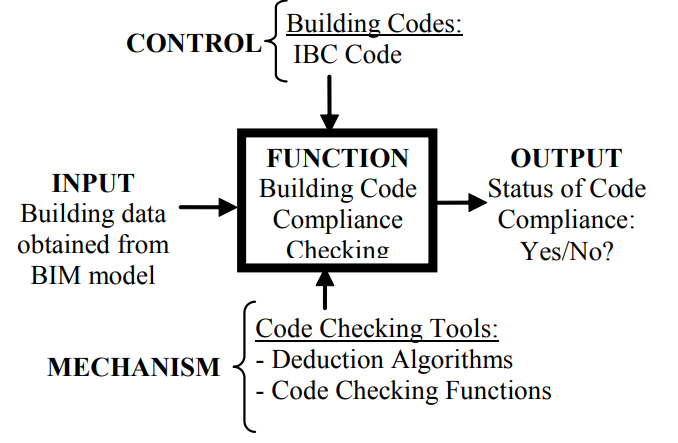 CONTROL
Building Codes:
IBC Code
INPUT
Building data
obtained from
BIM model
FUNCTION
Building Code
Compliance
Checking
OUTPUT
Status of Code
Compliance:
Yes/No?
MECHANISM
Code Checking Tools:
- Deduction Algorithms
- Code Checking Functions